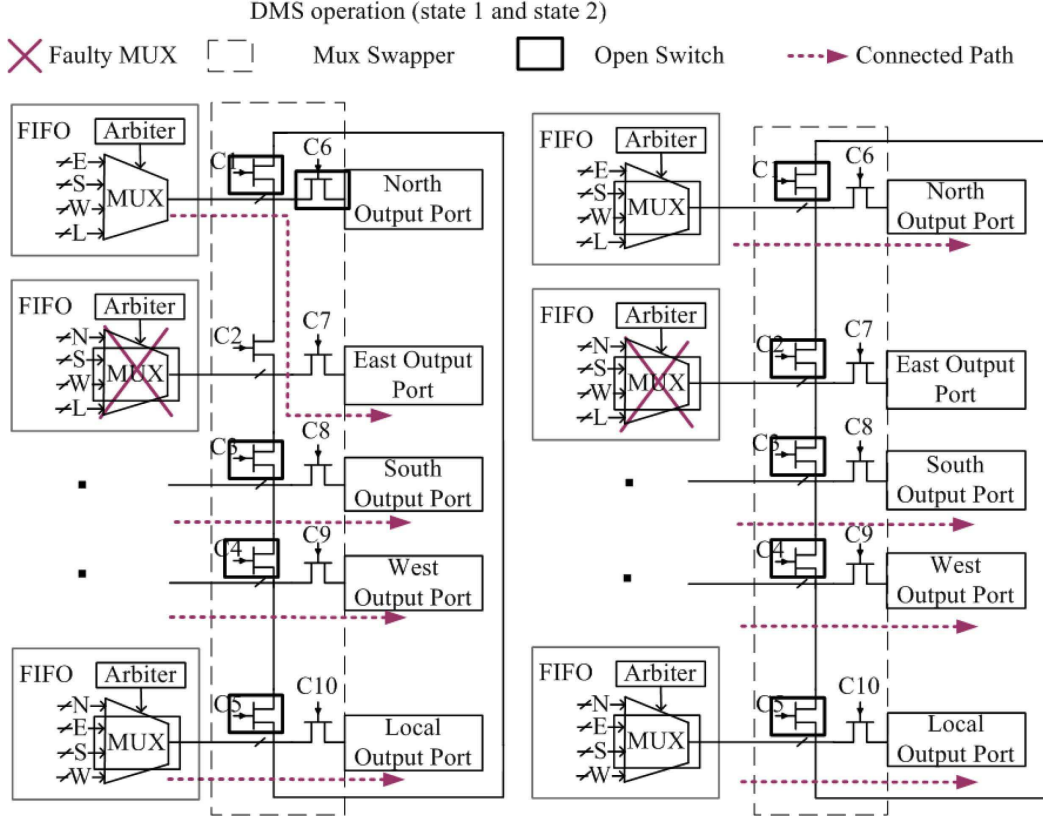 DMS operation (state 1 and state 2)
Faulty MUX
Mux Swapper
Open Switch
Connected Path
FIFO
Arbiter
E
S
W
L
MUX
C1
C6
North
Output Port
FIFO
Arbiter
N
S
W
L
MUX
C2
C7
East Output
Port
C3
C8
South
Output Port
C4
C9
West
Output Port
FIFO
Arbiter
N
E
S
W
MUX
C5
C10
Local
Output Port
FIFO
Arbiter
E
S
W
L
MUX
C1
C6
North
Output Port
FIFO
Arbiter
N
S
W
L
MUX
C2
C7
East Output
Port
C3
C8
South
Output Port
C4
C9
West
Output Port
FIFO
Arbiter
N
E
S
W
MUX
C5
C10
Local
Output Port